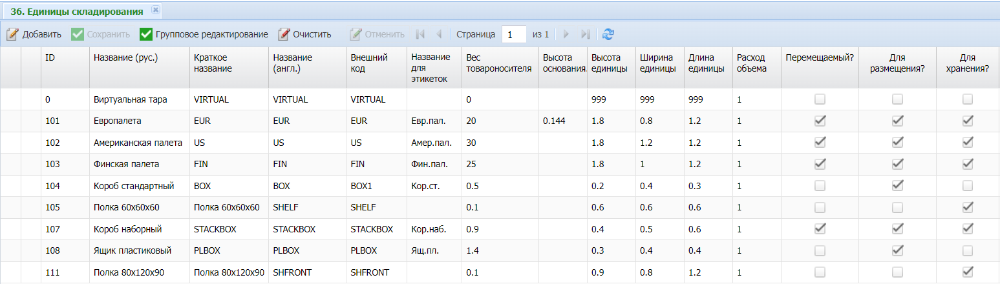 36. Единицы складирования
Добавить Сохранить Групповое редактирование Очистить Отменить Страница 1 из 1
ID Название (рус.) Краткое название Название (англ.) Внешний код Название для этикеток Вес товароносителя Высота основания. Высота единицы Ширина единицы Длина единицы Расход объема Перемещаемый? Для размещения? Для хранения?
0 Виртуальная тара VIRTUAL VIRTUAL VIRTUAL 0 999 999 999 1
101 Европалета EUR EUR EUR Евр.пал. 20 0.144 1.8 0.8 1.2 1
102 Американская палета US US US Амер.пал. 30 1.8 1.2 1.2 1
103 Финская палета FIN FIN FIN Фин.пал. 25 1.8 1 1.2 1
104 Короб стандартный BOX BOX BOX1 Кор.ст. 0.5 0.2 0.4 0.3 1
105 Полка 60х60х60 Полка 60х60х60 SHELF SHELF 0.1 0.6 0.6 0.6 1
107 Короб наборный STACKBOX STACKBOX STACKBOX Кор.наб. 0.9 0.4 0.5 0.6 1
108 Ящик пластиковый PLBOX PLBOX PLBOX Ящ.пл. 1.4 0.3 0.4 0.4 1
111 Полка 80х120х90 Полка 80х120х90 SHFRONT SHFRONT 0.1 0.9 0.8 1.2 1